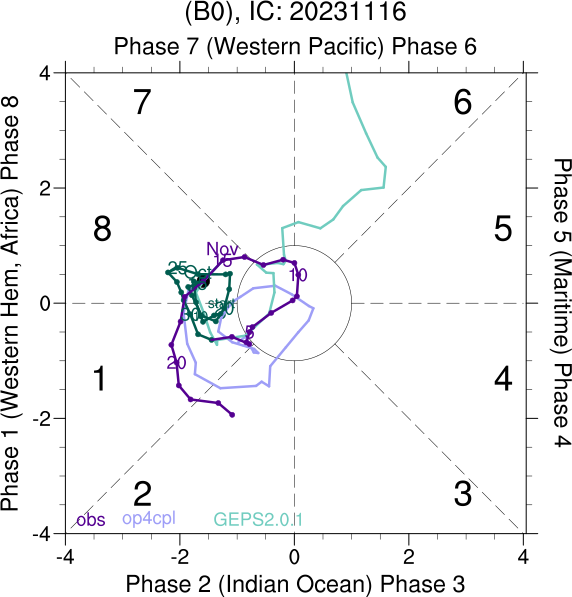 (B0), IC: 20231116
Phase 7 (Western Pacific) Phase 6
Phase 1 (Western Hem, Africa) Phase 8
Phase 5 (Maritime) Phase 4
4
2
0
-2
-4
7
6
8
5
1
4
2
3
Nov
15
25
Oct
10
start
5
20
obs
op4cpl
GEPS2.0.1
-4
-2
0
2
4
Phase 2 (Indian Ocean) Phase 3